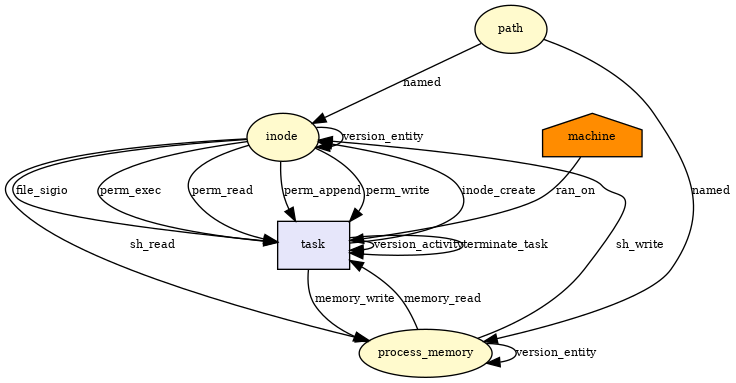 path
named
inode
version_entity
machine
file_sigio
perm_exec
perm_read
perm_append
perm_write
inode_create
ran_on
named
sh_read
task
version_activity
terminate_task
sh_write
memory_write
memory_read
process_memory
version_entity